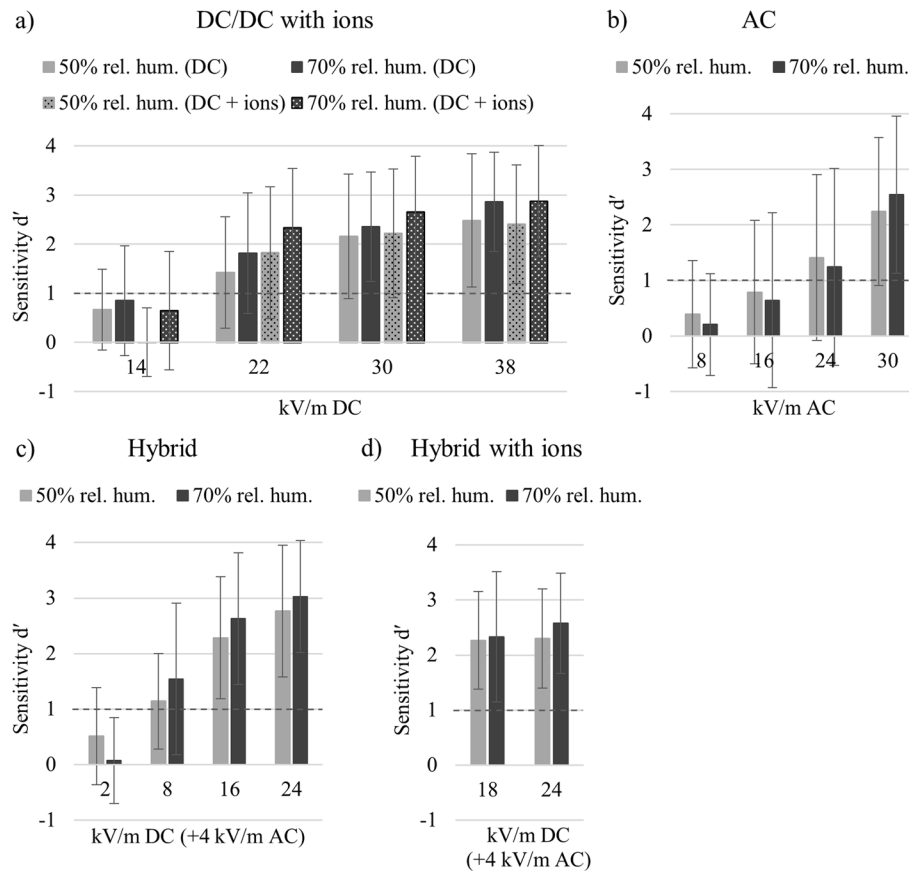 a) DC/DC with ions
50% rel. hum. (DC) 70% rel. hum. (DC)
50% rel. hum. (DC + ions) 70% rel. hum. (DC + ions)
Sensitivity d′
4
3
2
1
0
-1
14 22 30 38
kV/m DC
b) AC
50% rel. hum. 70% rel. hum.
Sensitivity d′
4
3
2
1
0
-1
8 16 24 30
kV/m AC
c) Hybrid
50% rel. hum. 70% rel. hum.
Sensitivity d′
4
3
2
1
0
-1
2 8 16 24
kV/m DC (+4 kV/m AC)
d) Hybrid with ions
50% rel. hum. 70% rel. hum.
Sensitivity d′
4
3
2
1
0
-1
18 24
kV/m DC
(+4 kV/m AC)